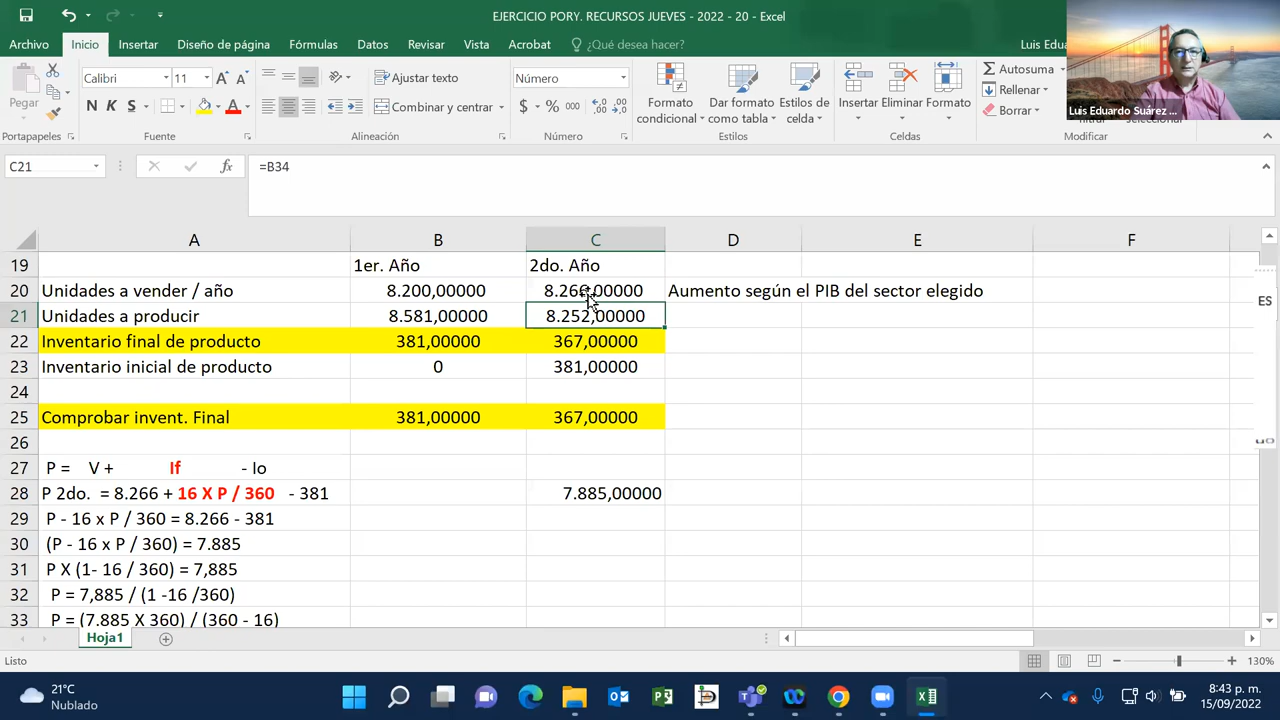 EJERCICIO PORY. RECURSOS JUEVES - 2022 - 20 - Excel
Luis Eduardo Suárez ...
Archivo Inicio Insertar Diseño de página Fórmulas Datos Revisar Vista Acrobat ¿Qué desea hacer? Luis Edu
Pegar
Calibri 11
N K S
Ajustar texto
Combinar y centrar
Número
$ % 000
Formato condicional
Dar formato como tabla
Estilos de celda
Insertar Eliminar Formato
Autosuma
Rellenar
Borrar
Portapapeles Fuente Alineación Número Estilos Celdas Modificar
C21 fx =B34
A B C D E F
19 1er. Año 2do. Año
20 Unidades a vender / año 8.200,00000 8.266,00000 Aumento según el PIB del sector elegido
21 Unidades a producir 8.581,00000 8.252,00000
22 Inventario final de producto 381,00000 367,00000
23 Inventario inicial de producto 0 381,00000
24
25 Comprobar invent. Final 381,00000 367,00000
26
27 P = V + If - Io
28 P 2do. = 8.266 + 16 X P / 360 - 381 7.885,00000
29 P - 16 x P / 360 = 8.266 - 381
30 (P - 16 x P / 360) = 7.885
31 P X (1- 16 / 360) = 7,885
32 P = 7,885 / (1 -16 /360)
33 P = (7.885 X 360) / (360 - 16)
ES
Hoja1
Listo 130%
21°C
Nublado
8:43 p. m.
15/09/2022